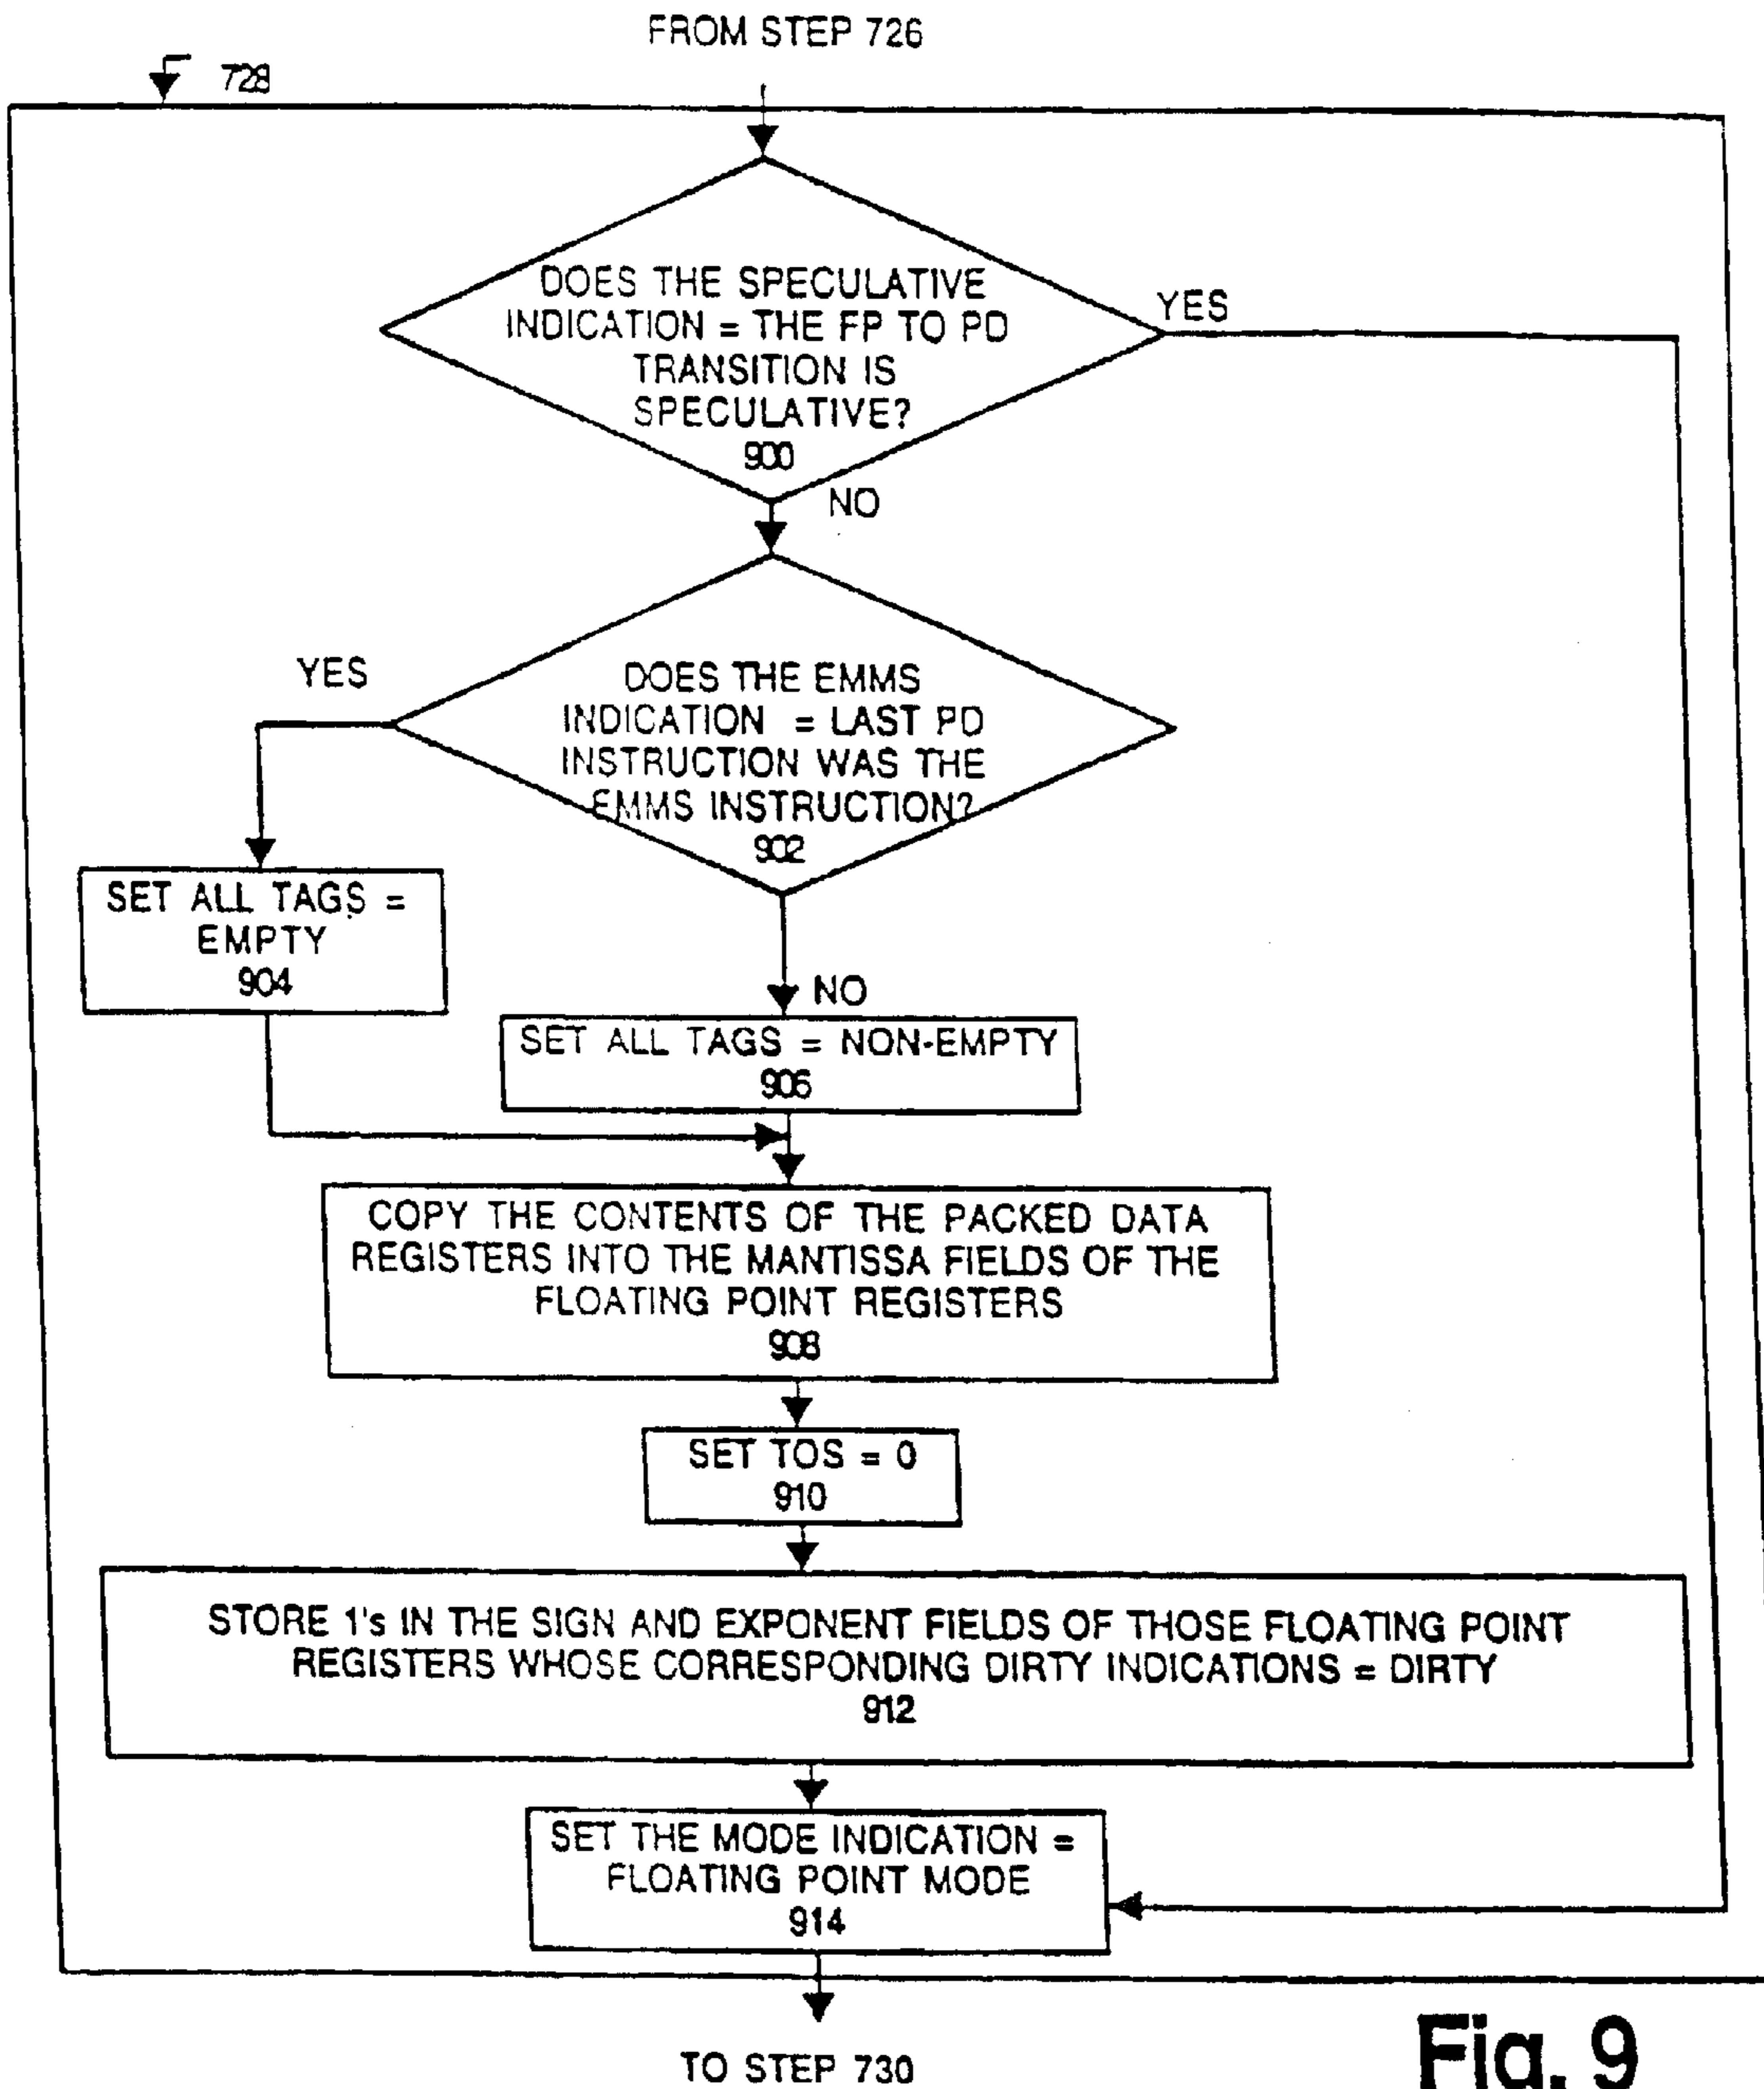 FROM STEP 726
728
DOES THE SPECULATIVE
INDICATION = THE FP TO PD
TRANSITION IS
SPECULATIVE?
900
YES
NO
DOES THE EMMS
INDICATION = LAST PD
INSTRUCTION WAS THE
EMMS INSTRUCTION?
902
YES
SET ALL TAGS =
EMPTY
904
NO
SET ALL TAGS = NON-EMPTY
906
COPY THE CONTENTS OF THE PACKED DATA
REGISTERS INTO THE MANTISSA FIELDS OF THE
FLOATING POINT REGISTERS
908
SET TOS = 0
910
STORE 1's IN THE SIGN AND EXPONENT FIELDS OF THOSE FLOATING POINT
REGISTERS WHOSE CORRESPONDING DIRTY INDICATIONS = DIRTY
912
SET THE MODE INDICATION =
FLOATING POINT MODE
914
TO STEP 730
Fig. 9